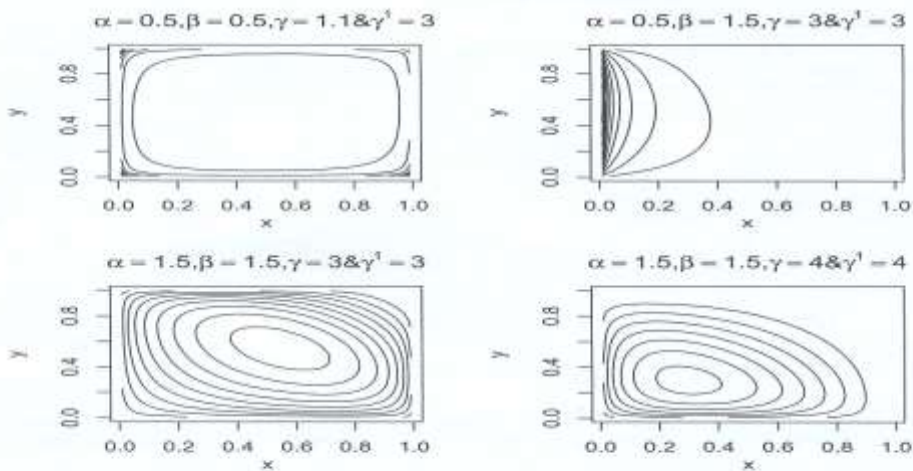 α = 0.5,β = 0.5,γ = 1.1&γ¹ = 3
α = 0.5,β = 1.5,γ = 3&γ¹ = 3
y
0.0 0.4 0.8
0.0 0.2 0.4 0.6 0.8 1.0
x
y
0.0 0.4 0.8
0.0 0.2 0.4 0.6 0.8 1.0
x
α = 1.5,β = 1.5,γ = 3&γ¹ = 3
α = 1.5,β = 1.5,γ = 4&γ¹ = 4
y
0.0 0.4 0.8
0.0 0.2 0.4 0.6 0.8 1.0
x
y
0.0 0.4 0.8
0.0 0.2 0.4 0.6 0.8 1.0
x